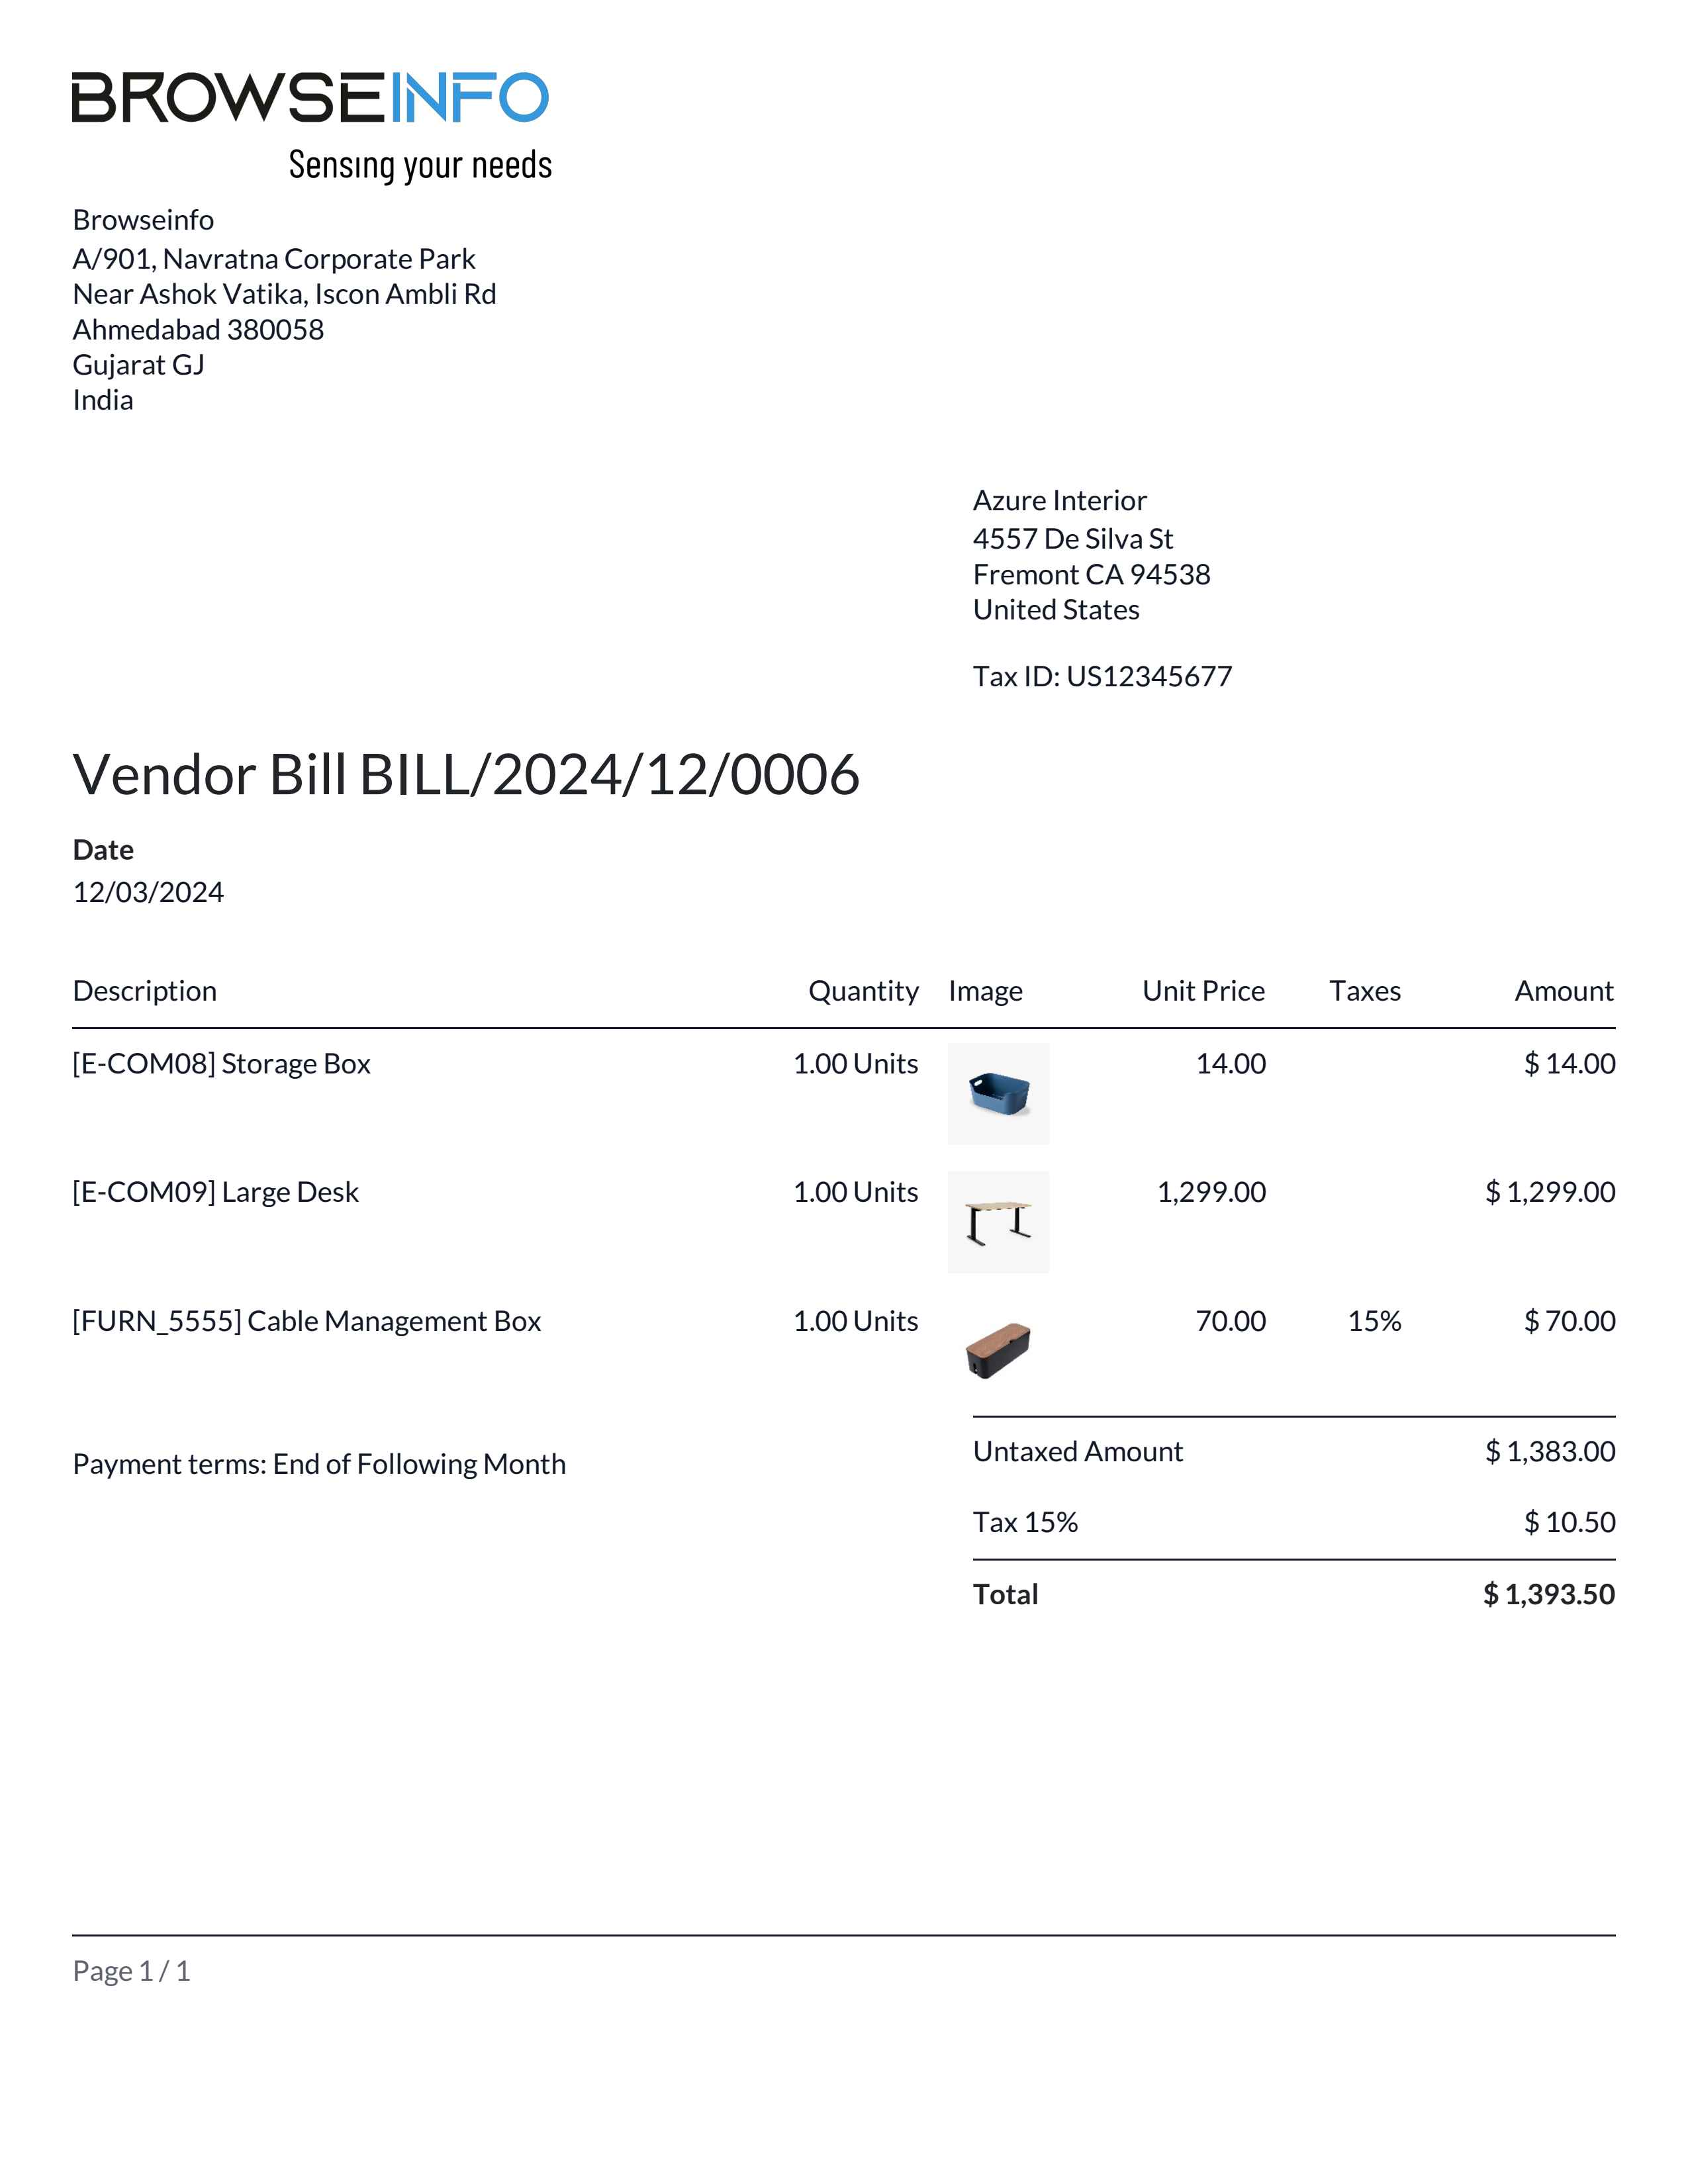 BROWSEINFO
Sensing your needs
Browseinfo
A/901, Navratna Corporate Park
Near Ashok Vatika, Iscon Ambli Rd
Ahmedabad 380058
Gujarat GJ
India
Azure Interior
4557 De Silva St
Fremont CA 94538
United States
Tax ID: US12345677
Vendor Bill BILL/2024/12/0006
Date
12/03/2024
Description Quantity Image Unit Price Taxes Amount
[E-COM08] Storage Box 1.00 Units 14.00 $ 14.00
[E-COM09] Large Desk 1.00 Units 1,299.00 $ 1,299.00
[FURN_5555] Cable Management Box 1.00 Units 70.00 15% $ 70.00
Payment terms: End of Following Month
Untaxed Amount $ 1,383.00
Tax 15% $ 10.50
Total $ 1,393.50
Page 1 / 1